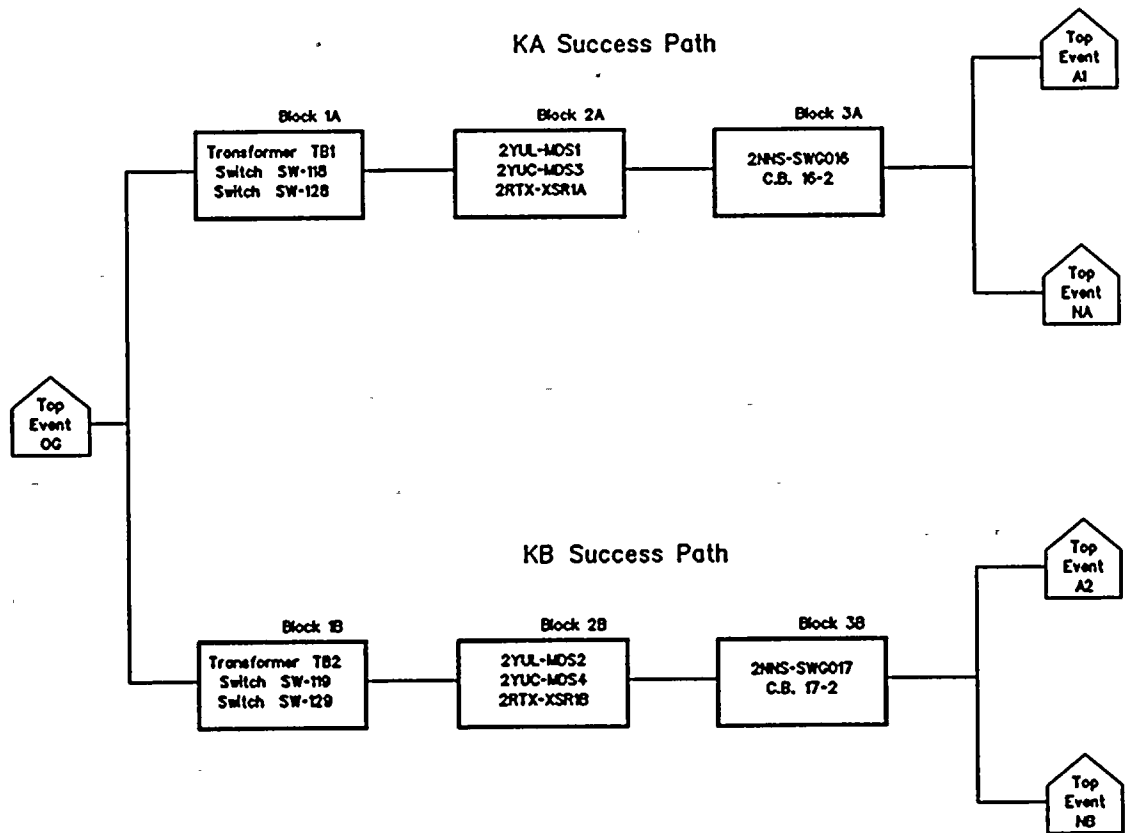 KA Success Path
Top
Event
A1
Block 1A
Transformer TB1
Switch SW-118
Switch SW-128
Block 2A
2YUL-MDS1
2YUC-MDS3
2RTX-XSR1A
Block 3A
2NNS-SWG016
C.B. 16-2
Top
Event
NA
Top
Event
OG
KB Success Path
Top
Event
A2
Block 1B
Transformer TB2
Switch SW-119
Switch SW-129
Block 2B
2YUL-MDS2
2YUC-MDS4
2RTX-XSR1B
Block 3B
2NNS-SWG017
C.B. 17-2
Top
Event
NB